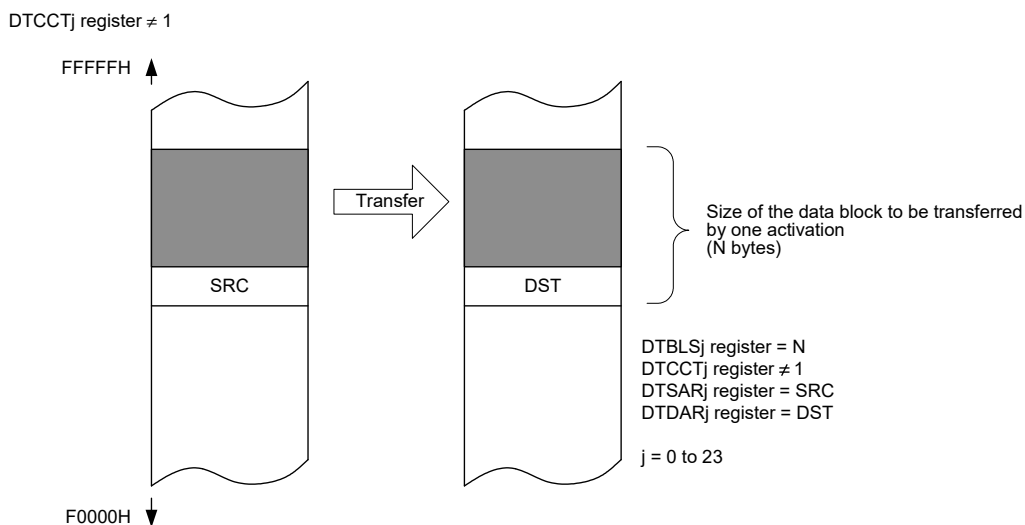 DTCCTj register ≠ 1
FFFFFH
Transfer
SRC
DST
Size of the data block to be transferred
by one activation
(N bytes)
DTBLSj register = N
DTCCTj register ≠ 1
DTSARj register = SRC
DTDARj register = DST
j = 0 to 23
F0000H